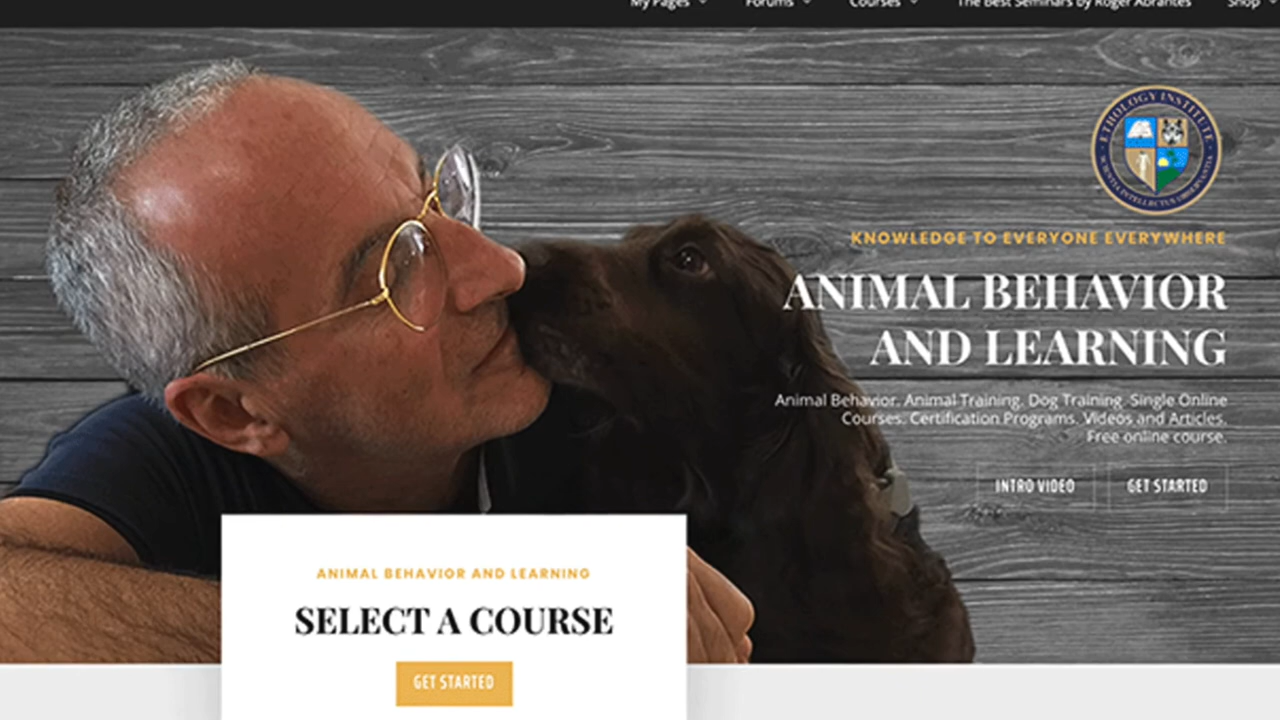 My Pages
Forums
Courses
The Best Seminars by Roger Abrantes
Shop
ETHOLOGY INSTITUTE
KNOWLEDGE TO EVERYONE EVERYWHERE
ANIMAL BEHAVIOR
AND LEARNING
Animal Behavior. Animal Training. Dog Training. Single Online
Courses. Certification Programs. Videos and Articles.
Free online course.
INTRO VIDEO
GET STARTED
ANIMAL BEHAVIOR AND LEARNING
SELECT A COURSE
GET STARTED